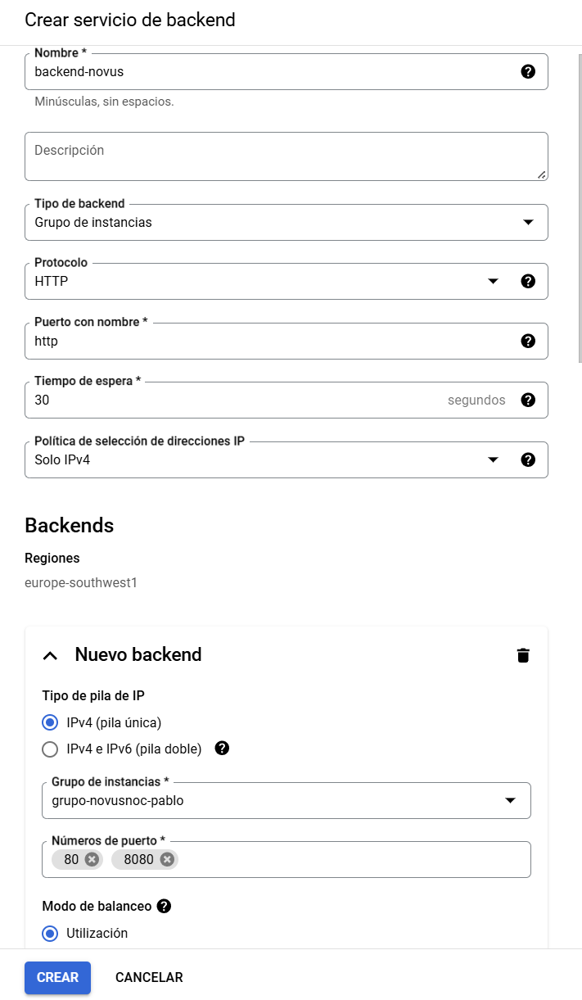 Crear servicio de backend
Nombre *
backend-novus
Minúsculas, sin espacios.
Descripción
Tipo de backend
Grupo de instancias
Protocolo
HTTP
Puerto con nombre *
http
Tiempo de espera *
30 segundos
Política de selección de direcciones IP
Solo IPv4
Backends
Regiones
europe-southwest1
Nuevo backend
Tipo de pila de IP
IPv4 (pila única)
IPv4 e IPv6 (pila doble)
Grupo de instancias *
grupo-novusnoc-pablo
Números de puerto *
80 8080
Modo de balanceo
Utilización
CREAR CANCELAR